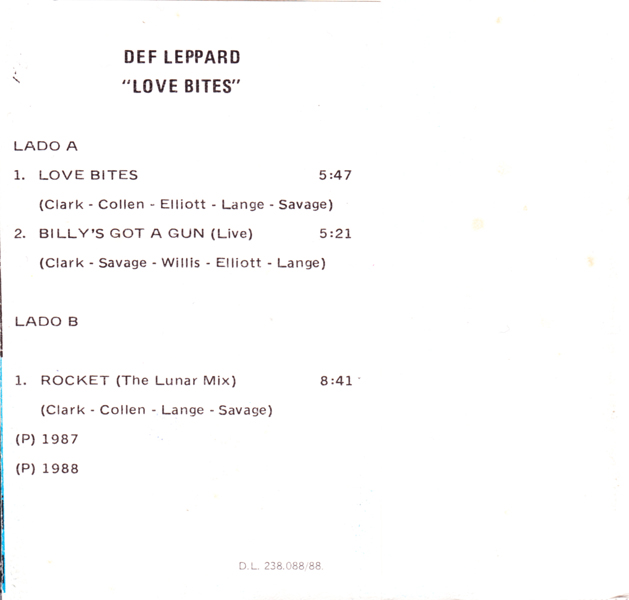 DEF LEPPARD
"LOVE BITES"
LADO A
1. LOVE BITES 5:47
(Clark - Collen - Elliott - Lange - Savage)
2. BILLY'S GOT A GUN (Live) 5:21
(Clark - Savage - Willis - Elliott - Lange)
LADO B
1. ROCKET (The Lunar Mix) 8:41
(Clark - Collen - Lange - Savage)
(P) 1987
(P) 1988
D.L. 238.088/88.